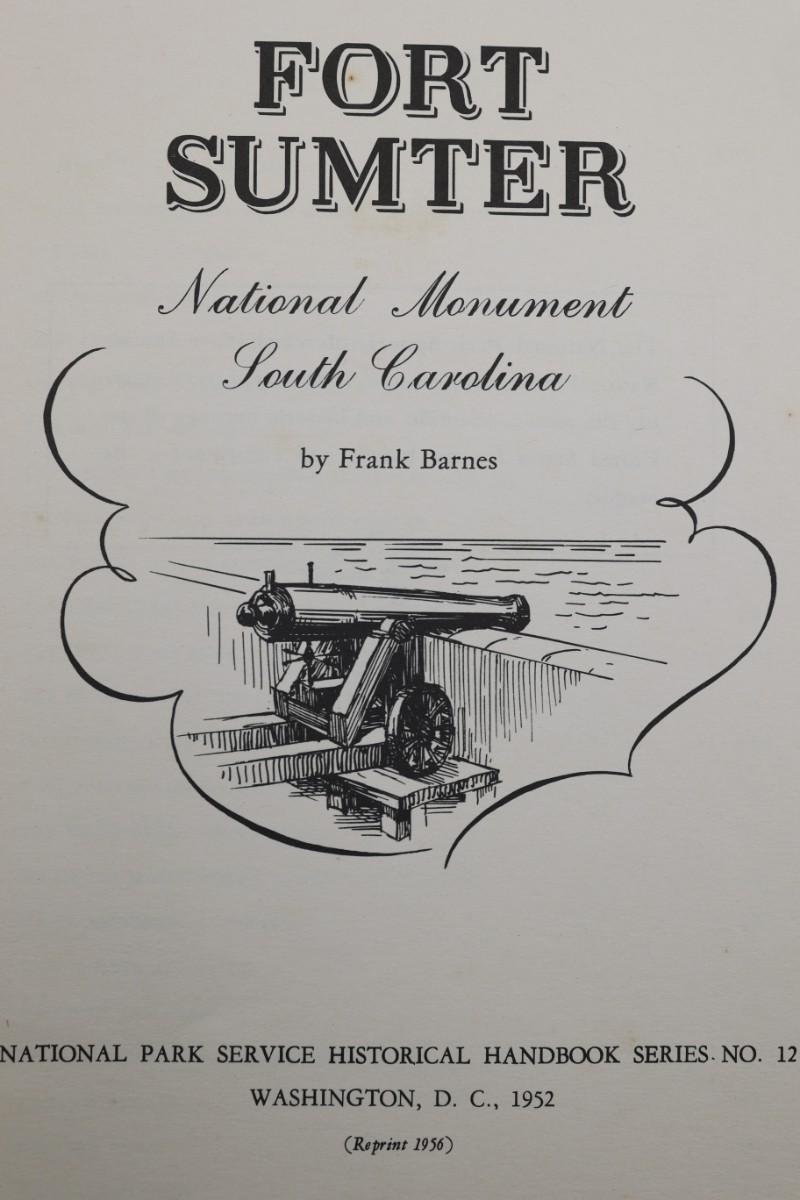 FORT
SUMTER
National Monument
South Carolina
by Frank Barnes
NATIONAL PARK SERVICE HISTORICAL HANDBOOK SERIES NO. 12
WASHINGTON, D. C., 1952
(Reprint 1956)